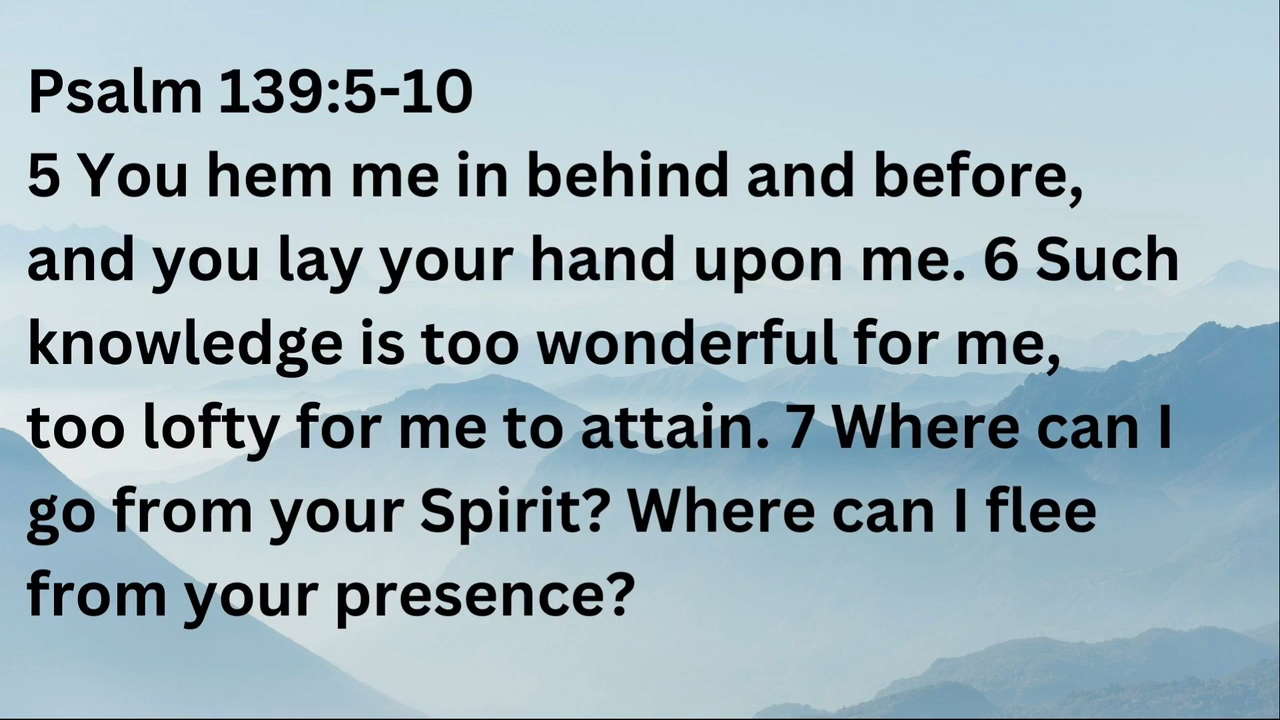 Psalm 139:5-10
5 You hem me in behind and before,
and you lay your hand upon me. 6 Such
knowledge is too wonderful for me,
too lofty for me to attain. 7 Where can I
go from your Spirit? Where can I flee
from your presence?